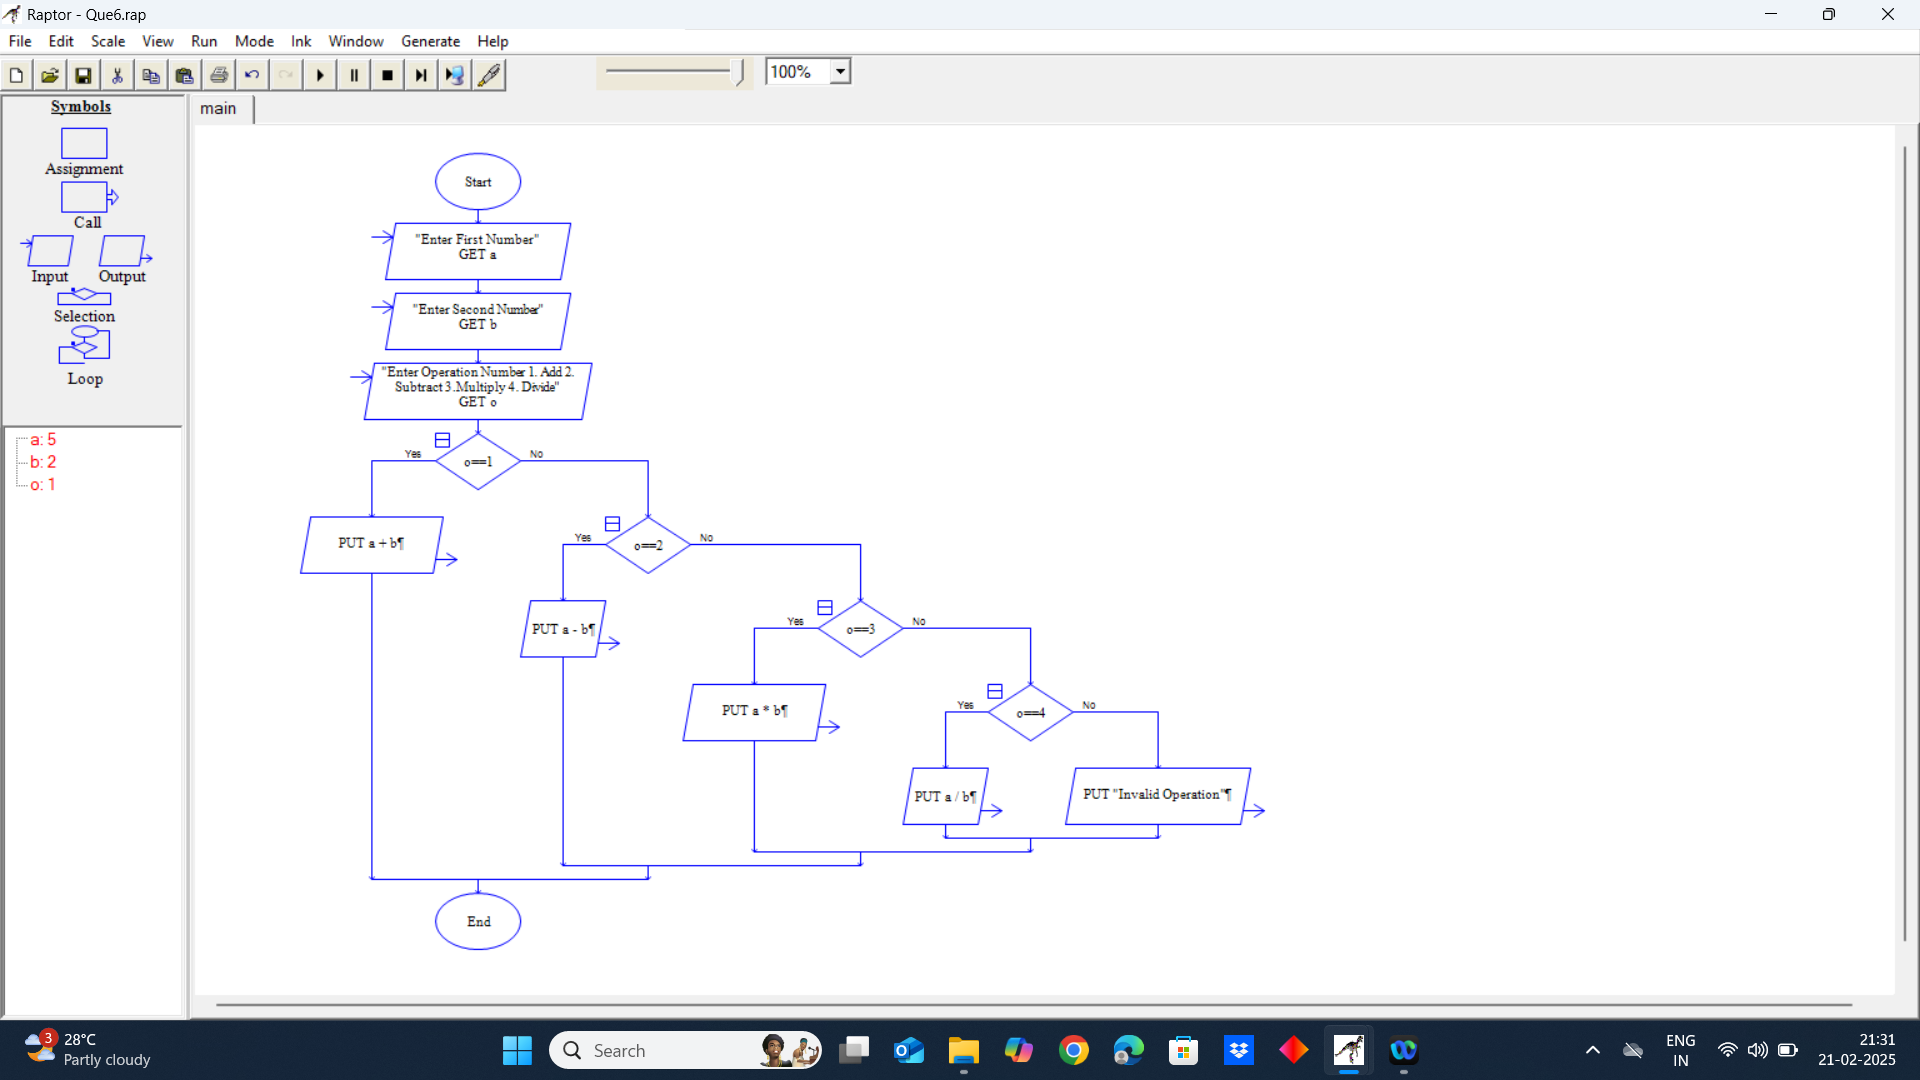 Raptor - Que6.rap
File Edit Scale View Run Mode Ink Window Generate Help
100%
Symbols
Assignment
Call
Input Output
Selection
Loop
a: 5
b: 2
o: 1
main
Start
"Enter First Number"
GET a
"Enter Second Number"
GET b
"Enter Operation Number 1. Add 2.
Subtract 3.Multiply 4. Divide"
GET o
Yes o==1 No
PUT a + b¶
Yes o==2 No
PUT a - b¶
Yes o==3 No
PUT a * b¶
Yes o==4 No
PUT a / b¶
PUT "Invalid Operation"¶
End
3
28°C
Partly cloudy
Search
ENG
IN
21:31
21-02-2025